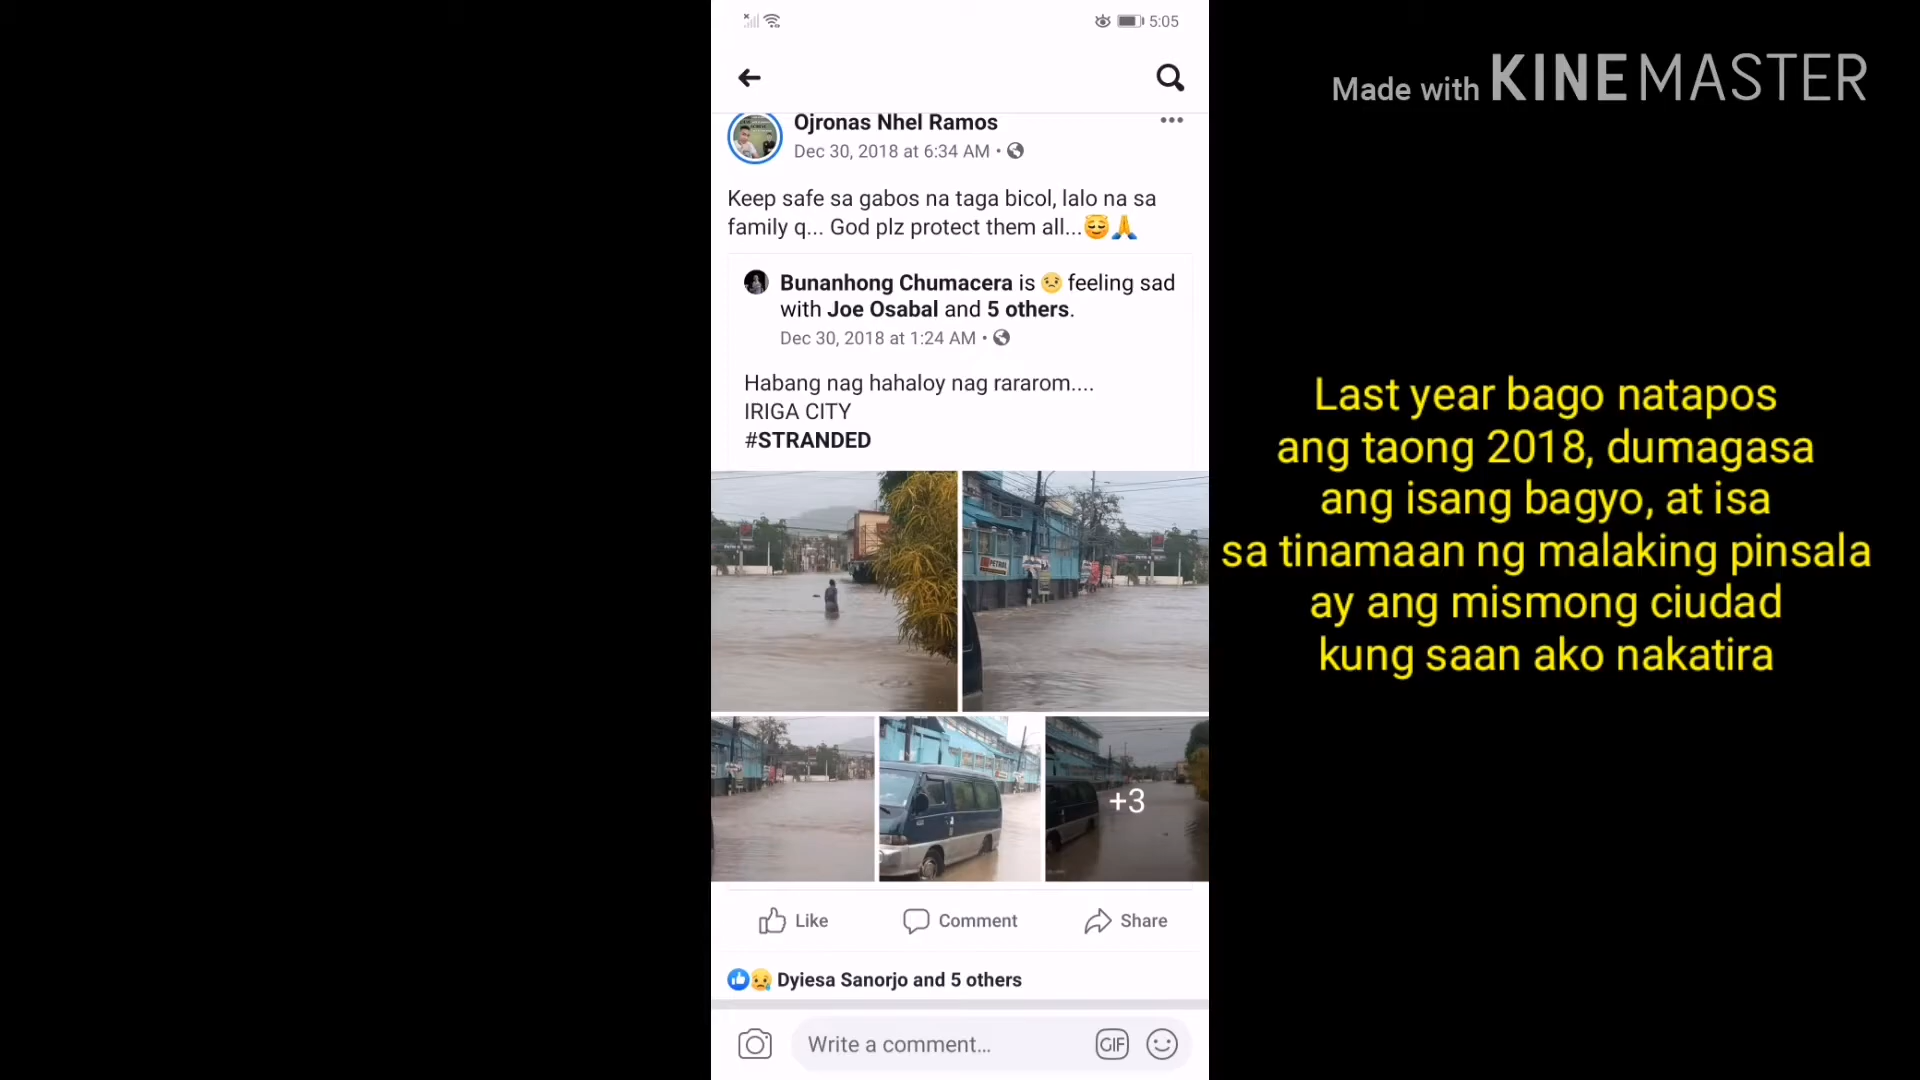 5:05
Made with KINEMASTER
Ojronas Nhel Ramos
Dec 30, 2018 at 6:34 AM •
Keep safe sa gabos na taga bicol, lalo na sa
family q... God plz protect them all...😇🙏
Bunanhong Chumacera is 😟 feeling sad
with Joe Osabal and 5 others.
Dec 30, 2018 at 1:24 AM •
Habang nag hahaloy nag rararom....
IRIGA CITY
#STRANDED
PETROL
+3
Like
Comment
Share
Dyiesa Sanorjo and 5 others
Write a comment...
GIF
Last year bago natapos
ang taong 2018, dumagasa
ang isang bagyo, at isa
sa tinamaan ng malaking pinsala
ay ang mismong ciudad
kung saan ako nakatira